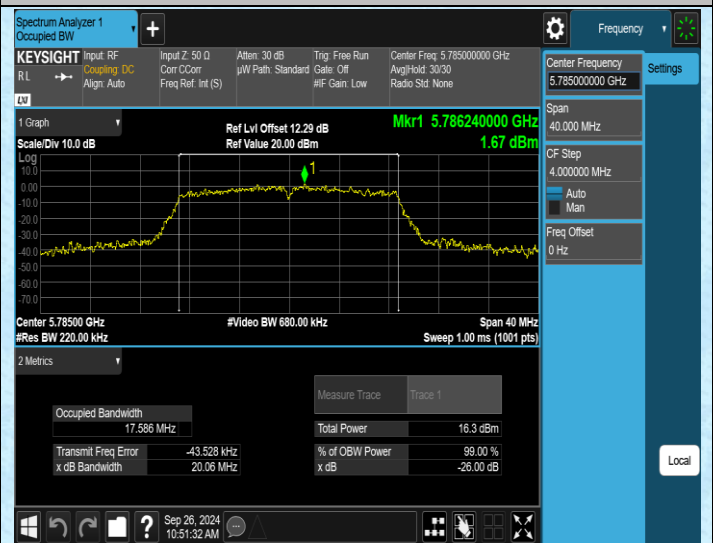 Spectrum Analyzer 1
Occupied BW
+
Frequency
KEYSIGHT
RL
LXI
Input: RF
Coupling: DC
Align: Auto
Input Z: 50 Ω
Corr CCorr
Freq Ref: Int (S)
Atten: 30 dB
µW Path: Standard
Trig: Free Run
Gate: Off
#IF Gain: Low
Center Freq: 5.785000000 GHz
Avg|Hold: 30/30
Radio Std: None
Center Frequency
5.785000000 GHz
Settings
Span
40.000 MHz
CF Step
4.000000 MHz
Auto
Man
Freq Offset
0 Hz
1 Graph
Scale/Div 10.0 dB
Ref Lvl Offset 12.29 dB
Ref Value 20.00 dBm
Mkr1 5.786240000 GHz
1.67 dBm
Log
10.0
0.00
-10.0
-20.0
-30.0
-40.0
-50.0
-60.0
-70.0
1
Center 5.78500 GHz
#Video BW 680.00 kHz
Span 40 MHz
#Res BW 220.00 kHz
Sweep 1.00 ms (1001 pts)
2 Metrics
Measure Trace
Trace 1
Occupied Bandwidth
17.586 MHz
Total Power
16.3 dBm
Transmit Freq Error
-43.528 kHz
% of OBW Power
99.00 %
x dB Bandwidth
20.06 MHz
x dB
-26.00 dB
Local
?
Sep 26, 2024
10:51:32 AM